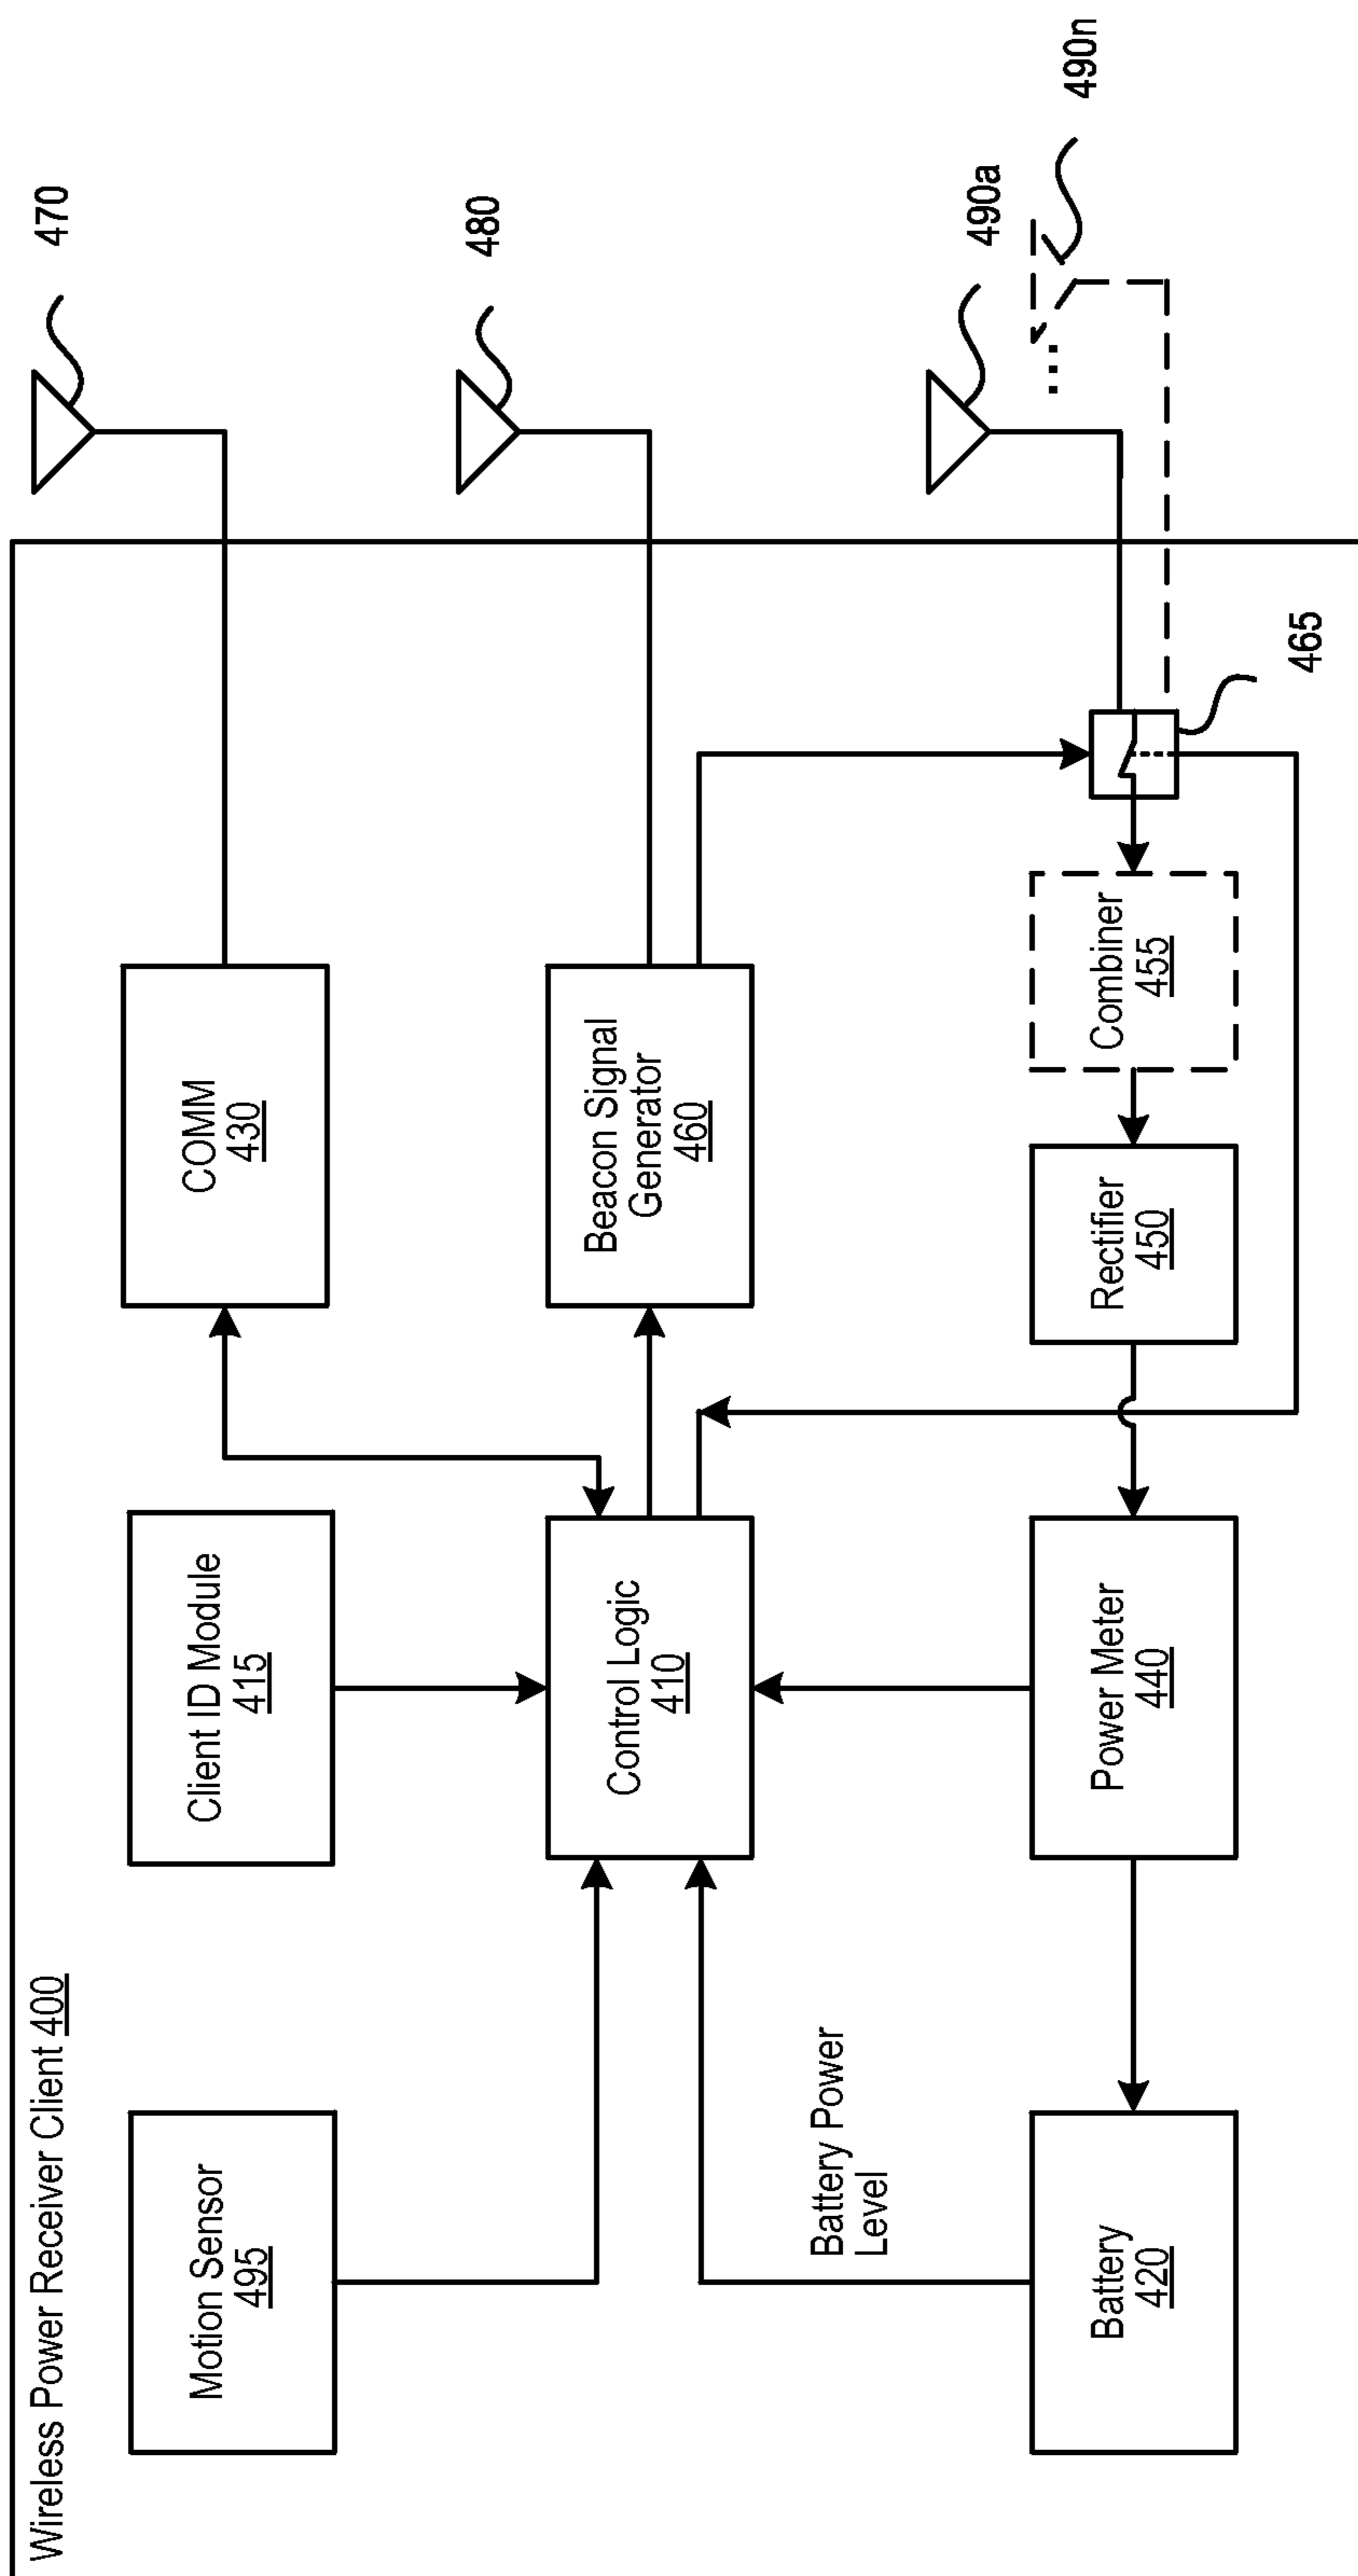 Wireless Power Receiver Client 400
Motion Sensor
495
Client ID Module
415
COMM
430
470
Control Logic
410
Beacon Signal
Generator
460
480
Battery Power
Level
Battery
420
Power Meter
440
Rectifier
450
Combiner
455
465
490a
...
490n